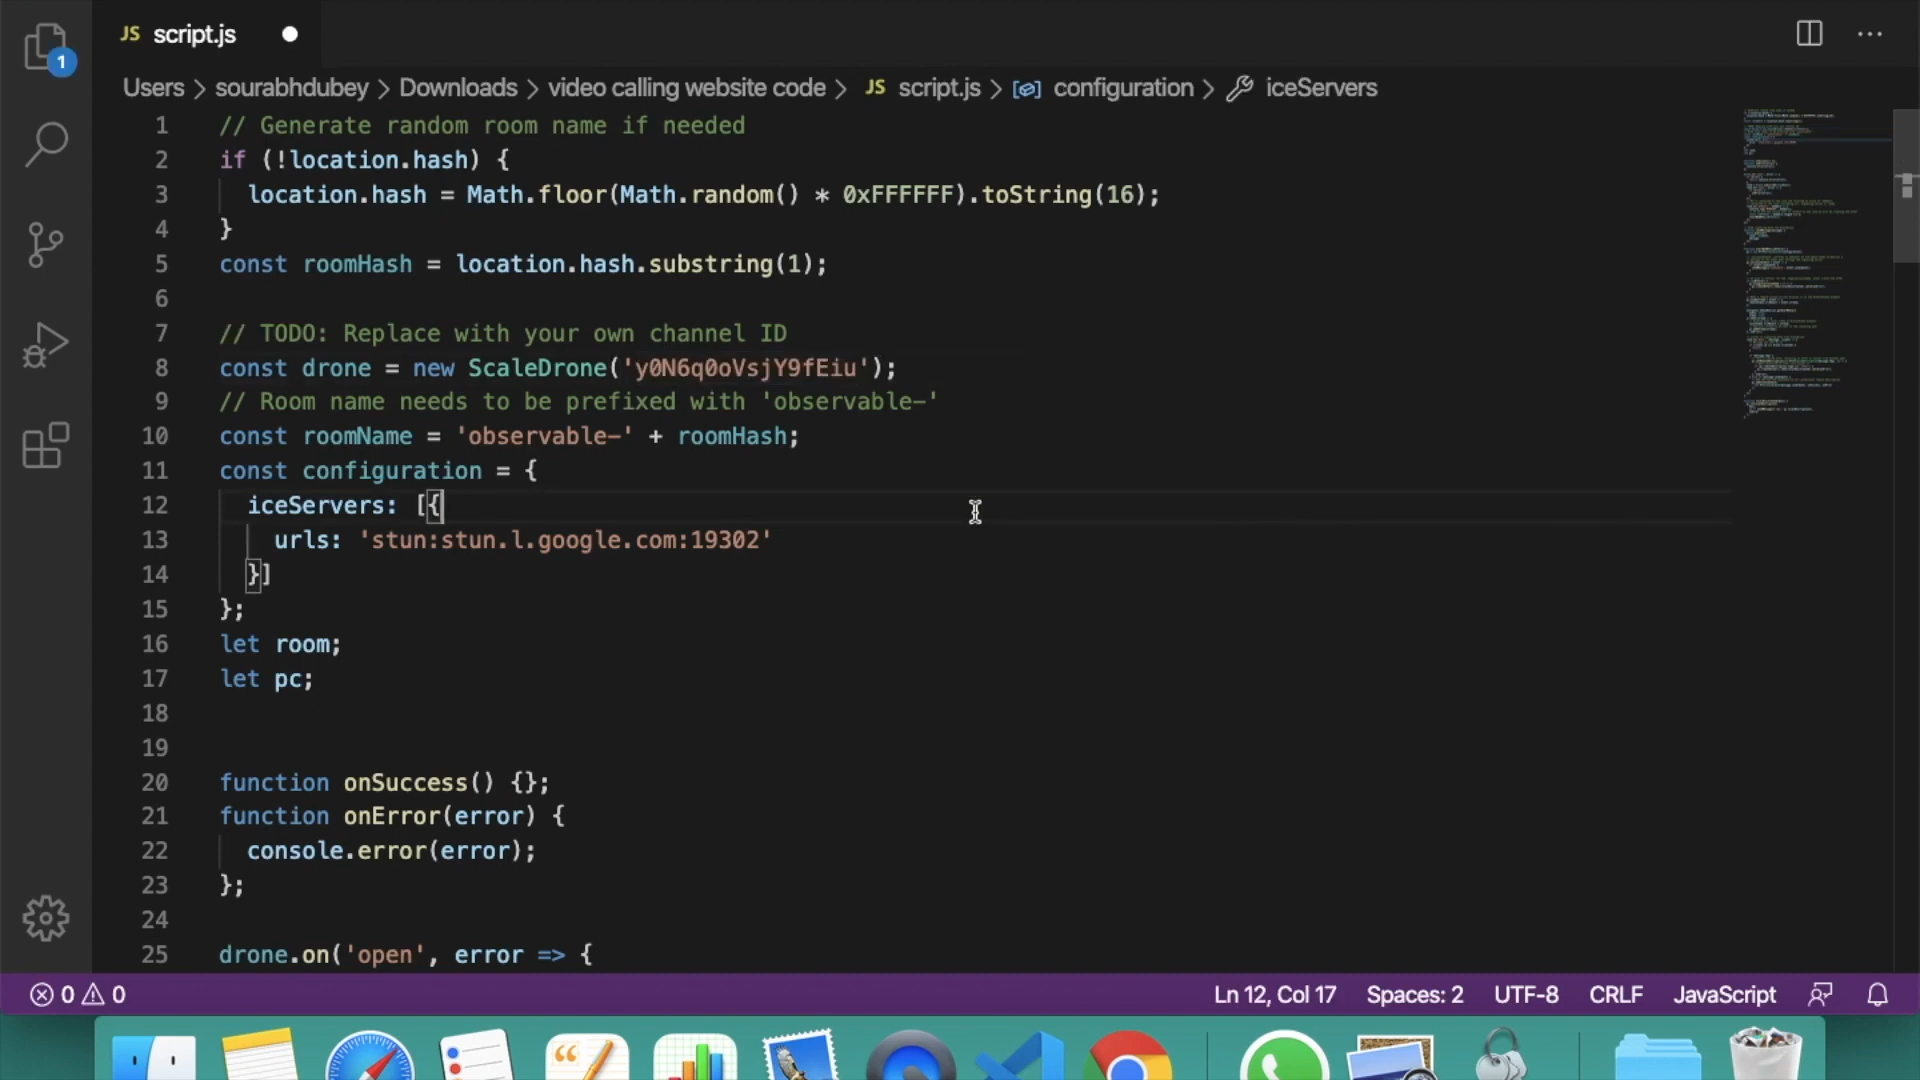 JS script.js
1
Users > sourabhdubey > Downloads > video calling website code > JS script.js > configuration > iceServers
1 // Generate random room name if needed
2 if (!location.hash) {
3 location.hash = Math.floor(Math.random() * 0xFFFFFF).toString(16);
4 }
5 const roomHash = location.hash.substring(1);
6
7 // TODO: Replace with your own channel ID
8 const drone = new ScaleDrone('y0N6q0oVsjY9fEiu');
9 // Room name needs to be prefixed with 'observable-'
10 const roomName = 'observable-' + roomHash;
11 const configuration = {
12 iceServers: [{
13 urls: 'stun:stun.l.google.com:19302'
14 }]
15 };
16 let room;
17 let pc;
18
19
20 function onSuccess() {};
21 function onError(error) {
22 console.error(error);
23 };
24
25 drone.on('open', error => {
0 0 Ln 12, Col 17 Spaces: 2 UTF-8 CRLF JavaScript